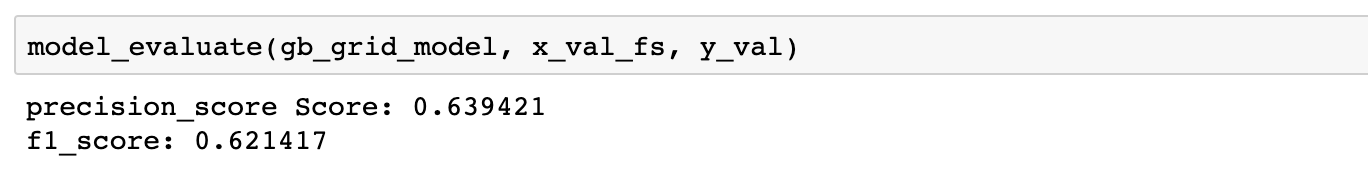 model_evaluate(gb_grid_model, x_val_fs, y_val)
precision_score Score: 0.639421
f1_score: 0.621417